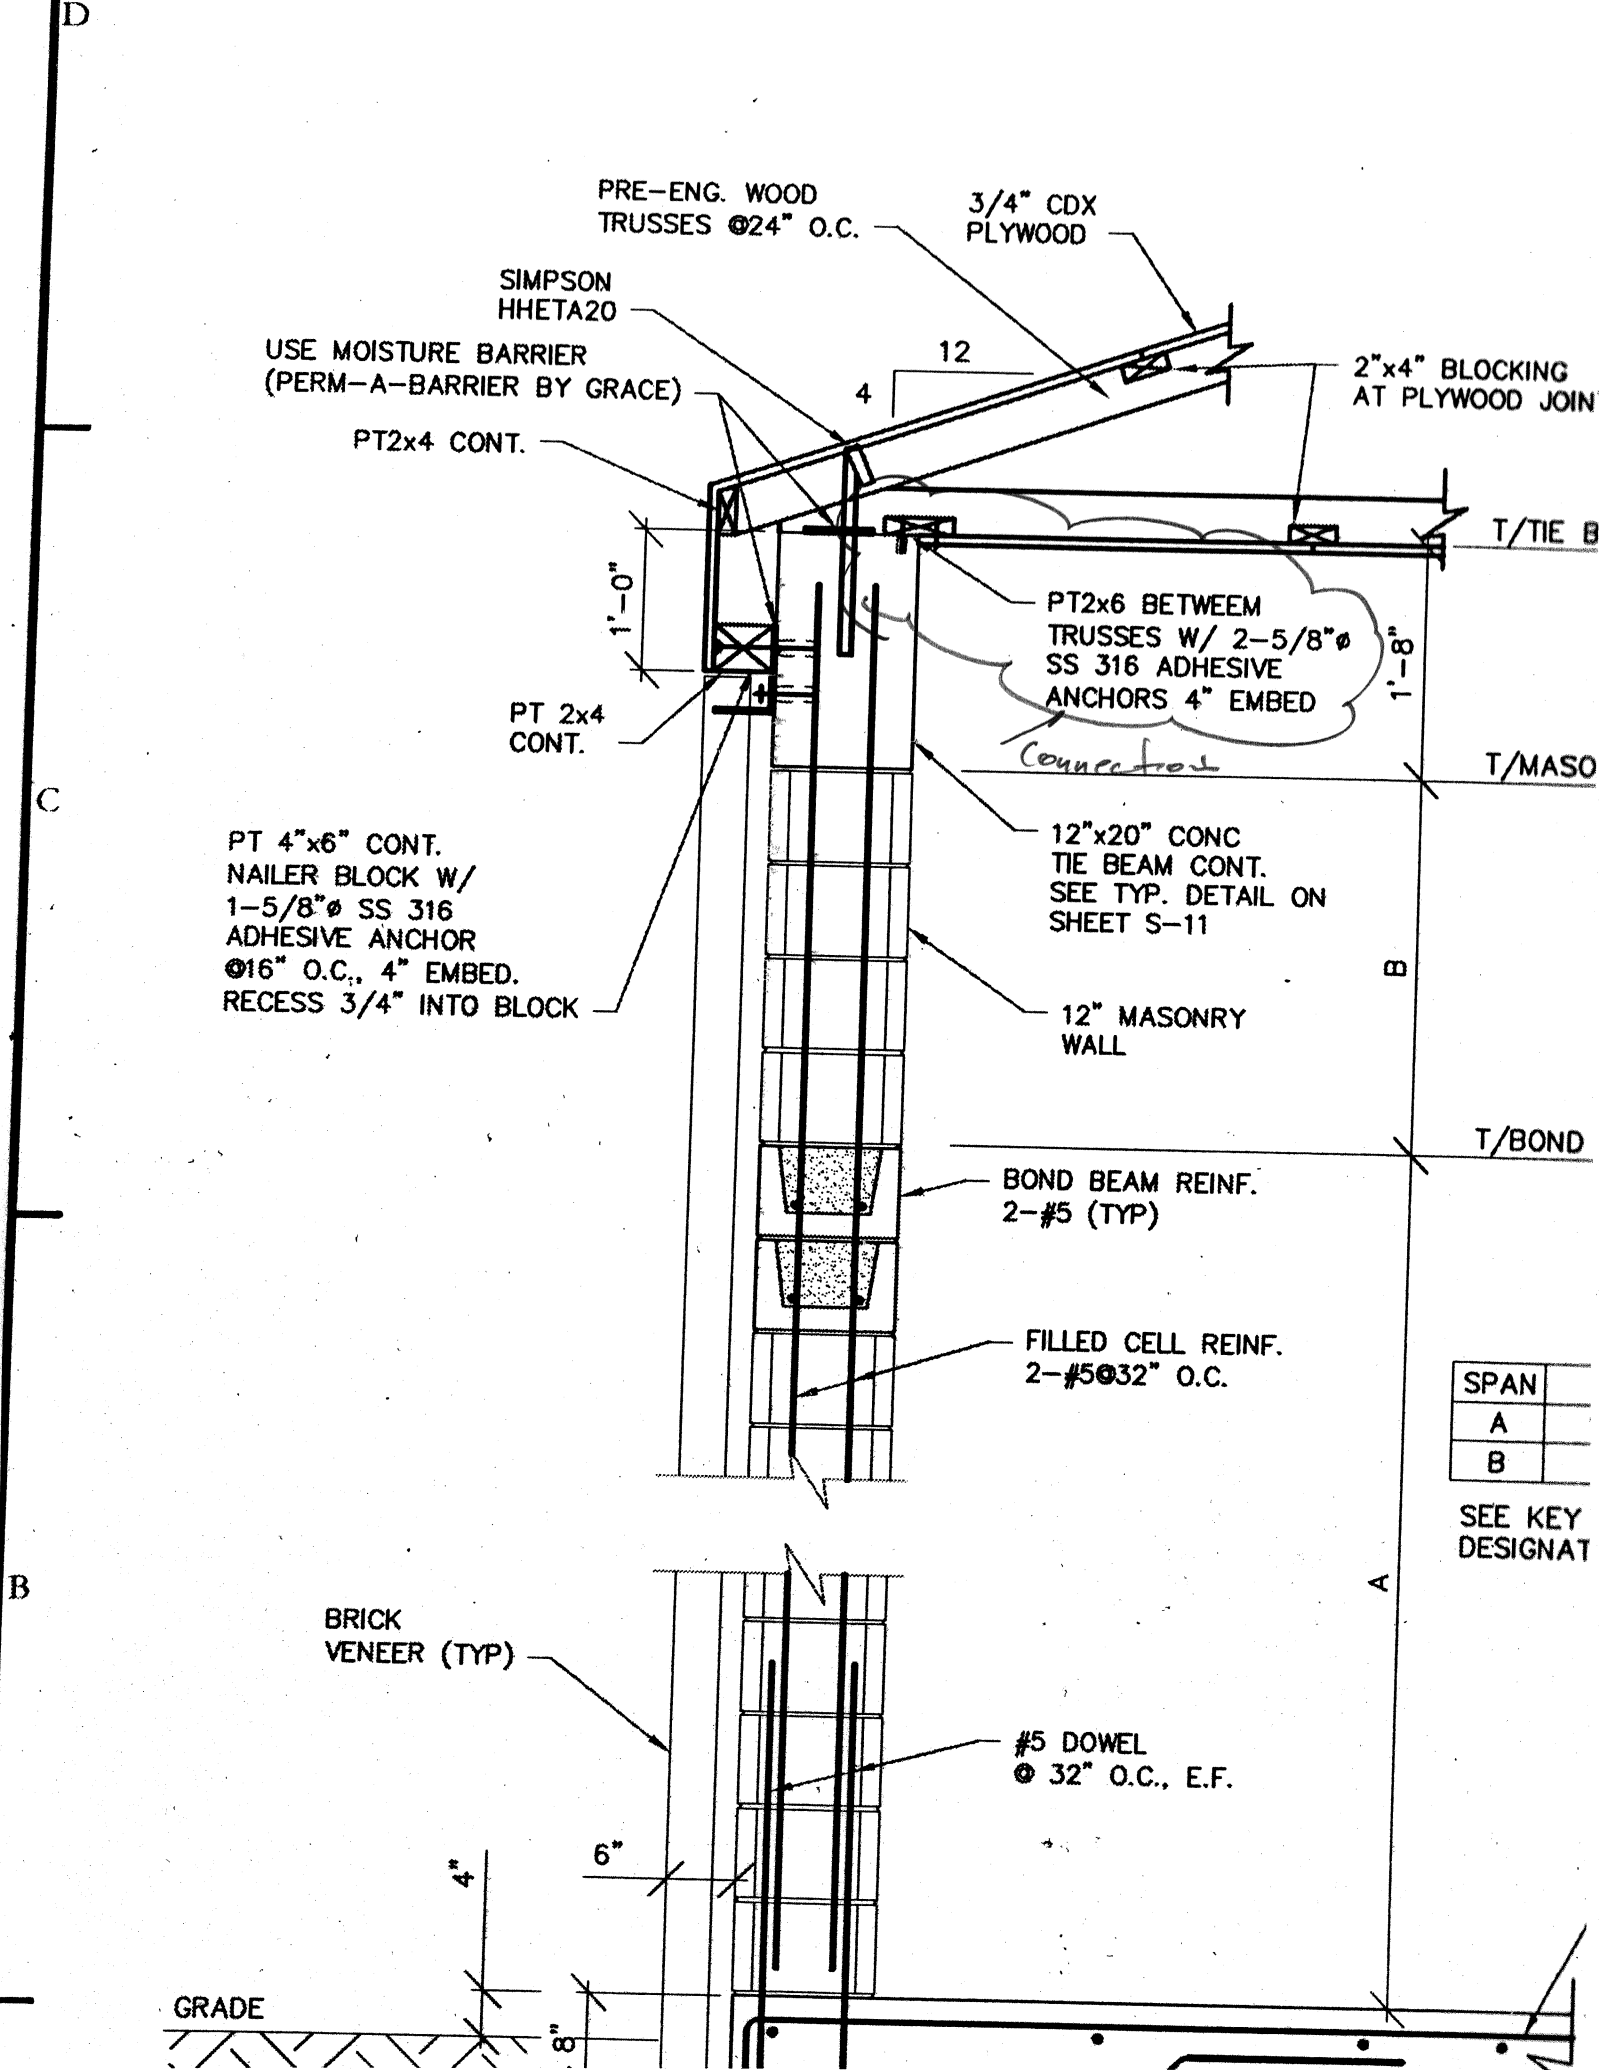 D
PRE-ENG. WOOD
TRUSSES @24" O.C.
3/4" CDX
PLYWOOD
SIMPSON
HHETA20
USE MOISTURE BARRIER
(PERM-A-BARRIER BY GRACE)
12
4
2"x4" BLOCKING
AT PLYWOOD JOIN
PT2x4 CONT.
T/TIE B
1'-0"
PT2x6 BETWEEM
TRUSSES W/ 2-5/8"ø
SS 316 ADHESIVE
ANCHORS 4" EMBED
1'-8"
PT 2x4
CONT.
Connection
T/MASO
C
PT 4"x6" CONT.
NAILER BLOCK W/
1-5/8"ø SS 316
ADHESIVE ANCHOR
@16" O.C., 4" EMBED.
RECESS 3/4" INTO BLOCK
12"x20" CONC
TIE BEAM CONT.
SEE TYP. DETAIL ON
SHEET S-11
B
12" MASONRY
WALL
T/BOND
BOND BEAM REINF.
2-#5 (TYP)
FILLED CELL REINF.
2-#5@32" O.C.
SPAN
A
B
SEE KEY
DESIGNAT
A
B
BRICK
VENEER (TYP)
#5 DOWEL
@ 32" O.C., E.F.
6"
4"
GRADE
8"